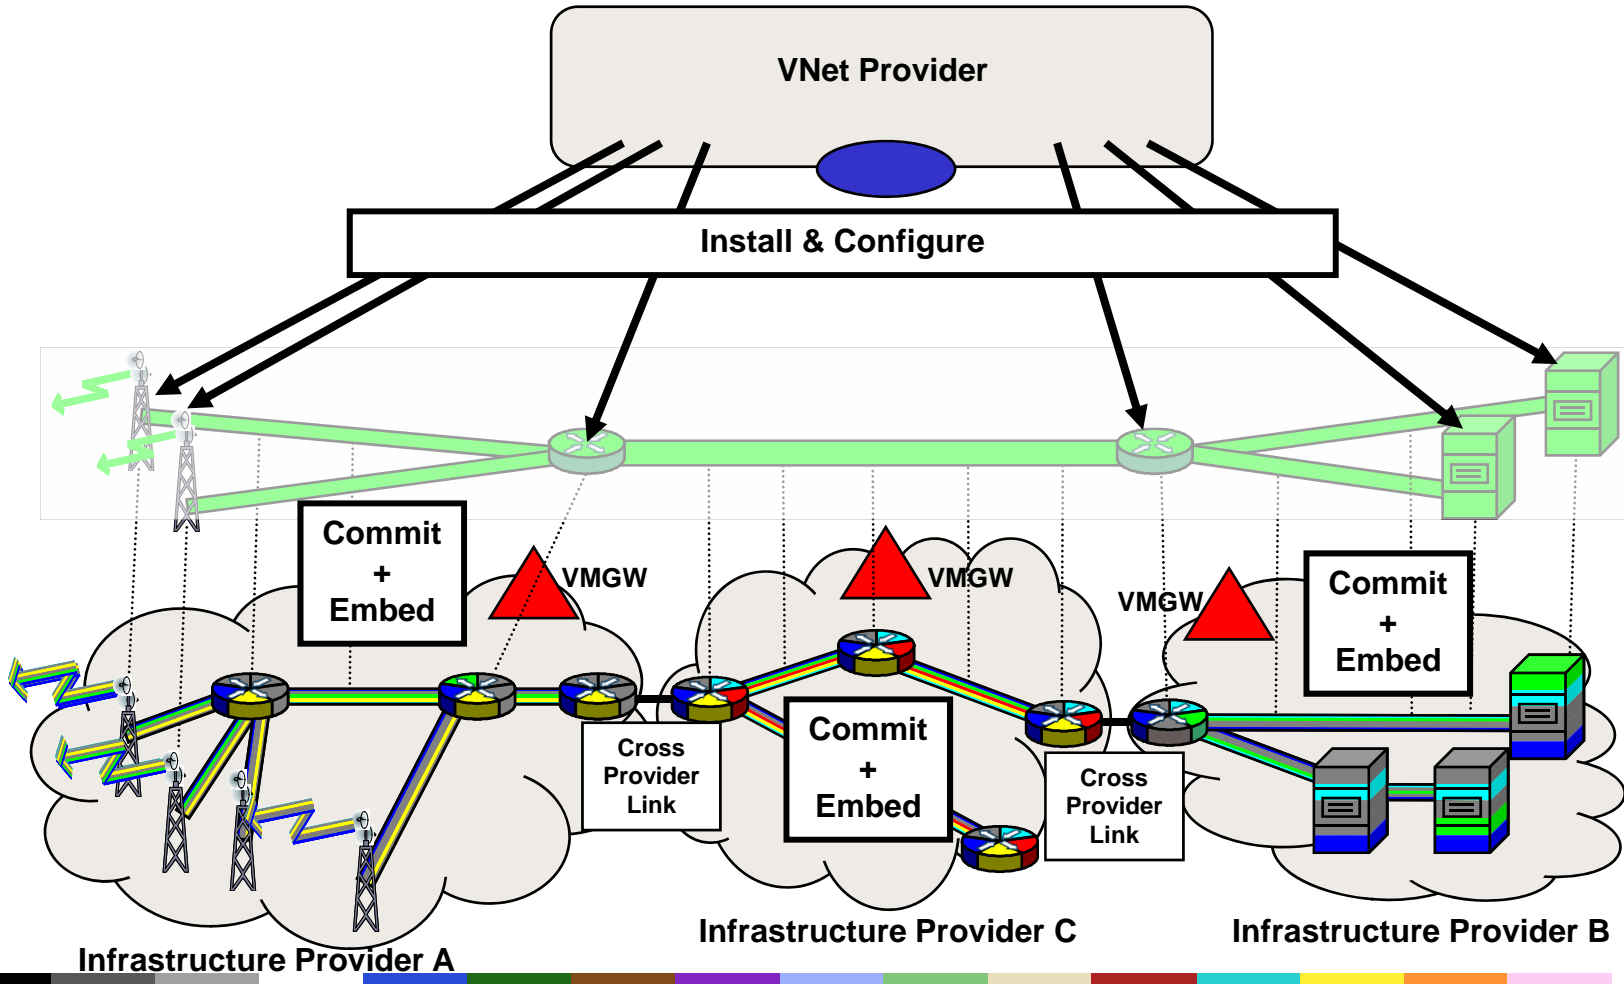 VNet Provider
Install & Configure
Commit
+
Embed
VMGW
VMGW
VMGW
Commit
+
Embed
Cross
Provider
Link
Commit
+
Embed
Cross
Provider
Link
Infrastructure Provider A
Infrastructure Provider C
Infrastructure Provider B